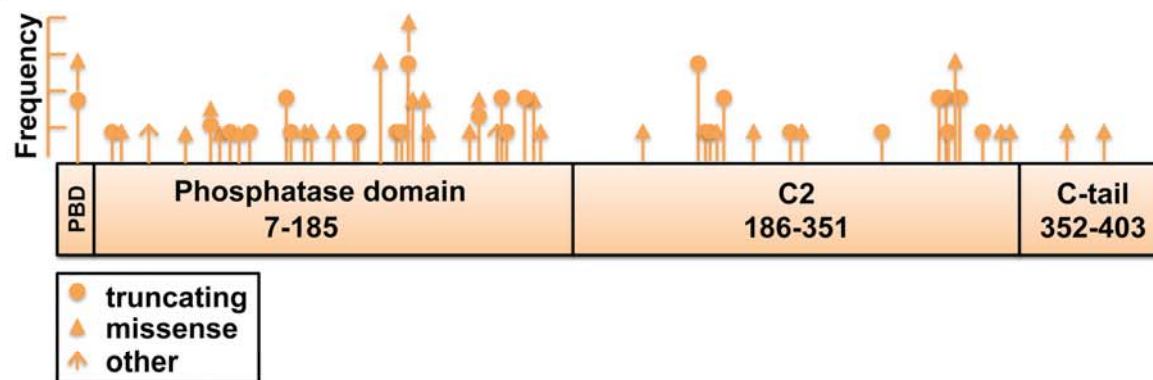 Frequency
PBD
Phosphatase domain
7-185
C2
186-351
C-tail
352-403
truncating
missense
other